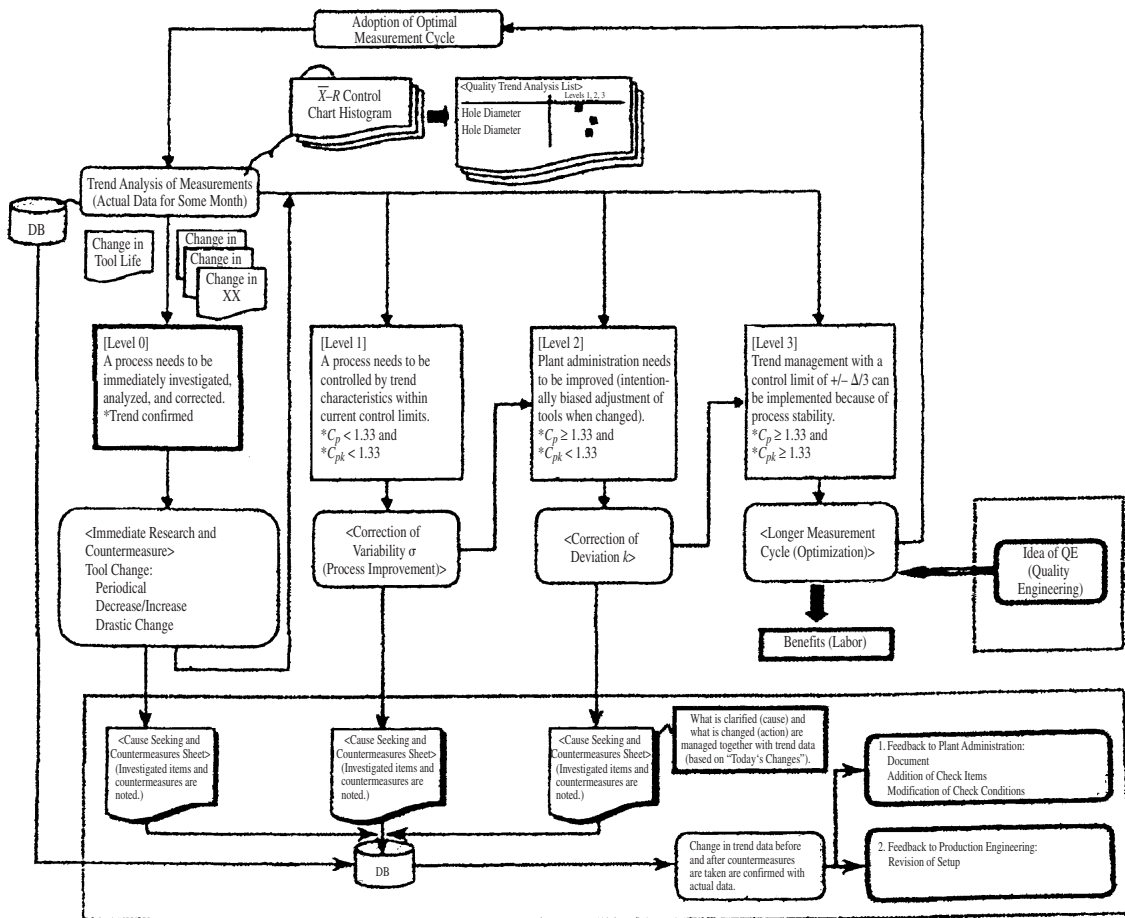 Adoption of Optimal
Measurement Cycle
X̅–R Control
Chart Histogram
<Quality Trend Analysis List>
Levels 1, 2, 3
Hole Diameter
Hole Diameter
Trend Analysis of Measurements
(Actual Data for Some Month)
DB
Change in
Tool Life
Change in
Change in
Change in
XX
[Level 0]
A process needs to be
immediately investigated,
analyzed, and corrected.
*Trend confirmed
[Level 1]
A process needs to be
controlled by trend
characteristics within
current control limits.
*Cp < 1.33 and
*Cpk < 1.33
[Level 2]
Plant administration needs
to be improved (intention-
ally biased adjustment of
tools when changed).
*Cp ≥ 1.33 and
*Cpk < 1.33
[Level 3]
Trend management with a
control limit of +/– Δ/3 can
be implemented because of
process stability.
*Cp ≥ 1.33 and
*Cpk ≥ 1.33
<Immediate Research and
Countermeasure>
Tool Change:
Periodical
Decrease/Increase
Drastic Change
<Correction of
Variability σ
(Process Improvement)>
<Correction of
Deviation k>
<Longer Measurement
Cycle (Optimization)>
Idea of QE
(Quality
Engineering)
Benefits (Labor)
<Cause Seeking and
Countermeasures Sheet>
(Investigated items and
countermeasures are
noted.)
<Cause Seeking and
Countermeasures Sheet>
(Investigated items and
countermeasures are
noted.)
<Cause Seeking and
Countermeasures Sheet>
(Investigated items and
countermeasures are
noted.)
What is clarified (cause) and
what is changed (action) are
managed together with trend data
(based on “Today‘s Changes”).
1. Feedback to Plant Administration:
Document
Addition of Check Items
Modification of Check Conditions
DB
Change in trend data before
and after countermeasures
are taken are confirmed with
actual data.
2. Feedback to Production Engineering:
Revision of Setup